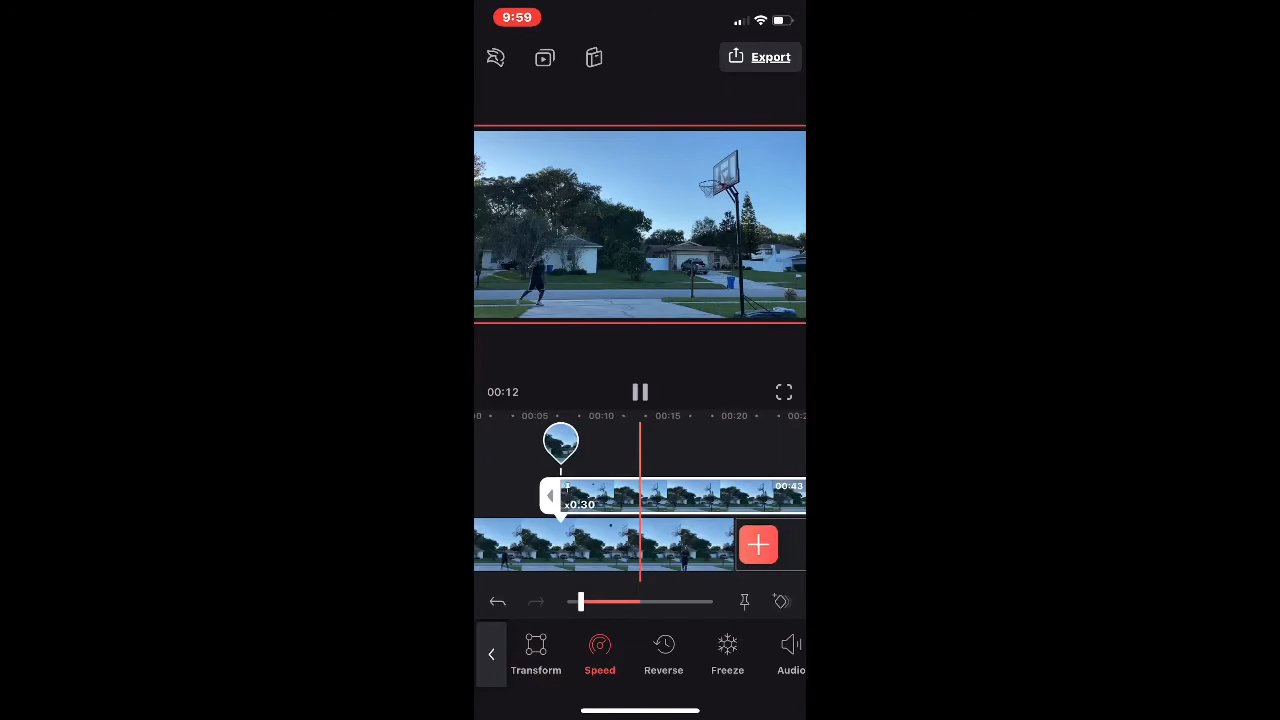 9:59
Export
00:12
00:05 00:10 00:15 00:20
00:43
x0.30
Transform Speed Reverse Freeze Audio